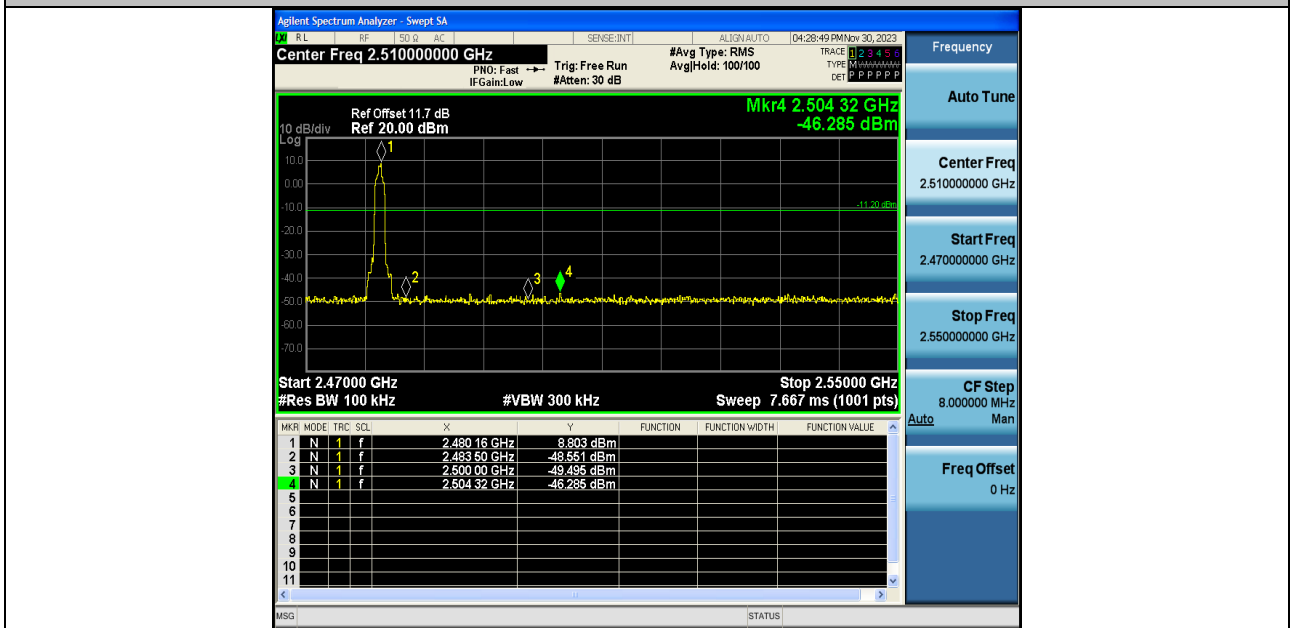 Agilent Spectrum Analyzer - Swept SA
LXI RL RF 50 Ω AC SENSE:INT ALIGN AUTO 04:28:49 PM Nov 30, 2023
Center Freq 2.510000000 GHz
PNO: Fast
IFGain:Low
Trig: Free Run
#Atten: 30 dB
#Avg Type: RMS
Avg|Hold: 100/100
TRACE 1 2 3 4 5 6
TYPE M
DET P P P P P P
Ref Offset 11.7 dB
10 dB/div Ref 20.00 dBm
Log
Mkr4 2.504 32 GHz
-46.285 dBm
10.0
0.00
-10.0
-20.0
-30.0
-40.0
-50.0
-60.0
-70.0
1
2
3
4
-11.20 dBm
Start 2.47000 GHz Stop 2.55000 GHz
#Res BW 100 kHz #VBW 300 kHz Sweep 7.667 ms (1001 pts)
MKR MODE TRC SCL X Y FUNCTION FUNCTION WIDTH FUNCTION VALUE
1 N 1 f 2.480 16 GHz 8.803 dBm
2 N 1 f 2.483 50 GHz -48.551 dBm
3 N 1 f 2.500 00 GHz -49.495 dBm
4 N 1 f 2.504 32 GHz -46.285 dBm
5
6
7
8
9
10
11
MSG STATUS
Frequency
Auto Tune
Center Freq
2.510000000 GHz
Start Freq
2.470000000 GHz
Stop Freq
2.550000000 GHz
CF Step
8.000000 MHz
Auto Man
Freq Offset
0 Hz